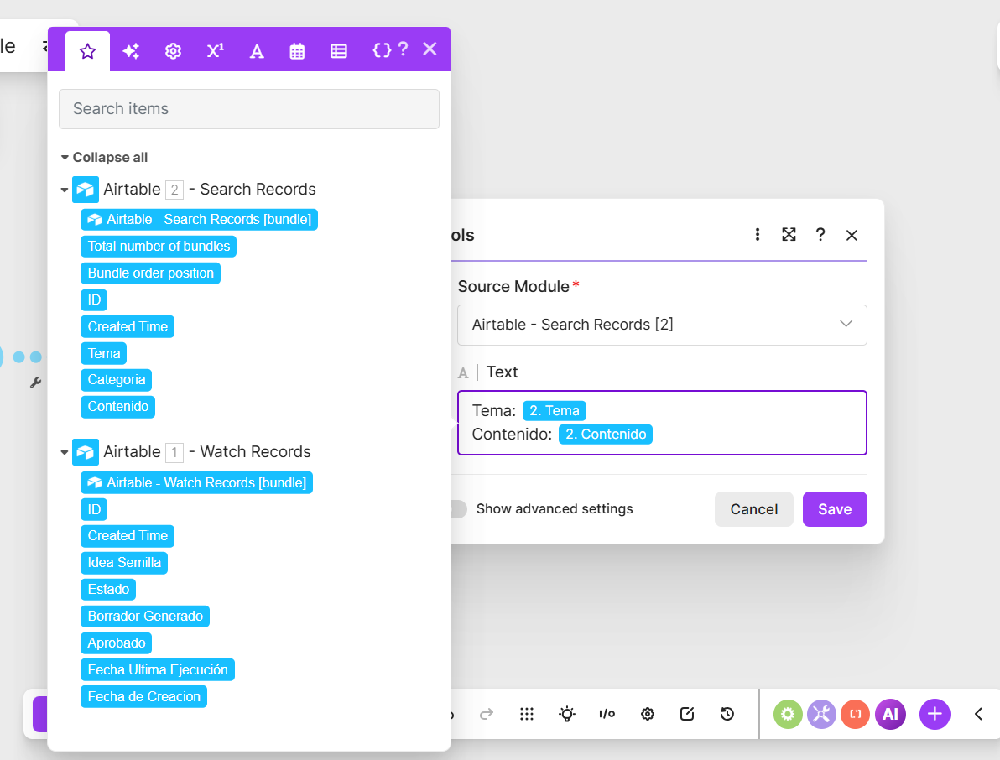 le
Search items
Collapse all
Airtable 2 - Search Records
Airtable - Search Records [bundle]
Total number of bundles
Bundle order position
ID
Created Time
Tema
Categoria
Contenido
Airtable 1 - Watch Records
Airtable - Watch Records [bundle]
ID
Created Time
Idea Semilla
Estado
Borrador Generado
Aprobado
Fecha Ultima Ejecución
Fecha de Creacion
ols
Source Module*
Airtable - Search Records [2]
A | Text
Tema: 2. Tema
Contenido: 2. Contenido
Show advanced settings
Cancel
Save
I/O
AI